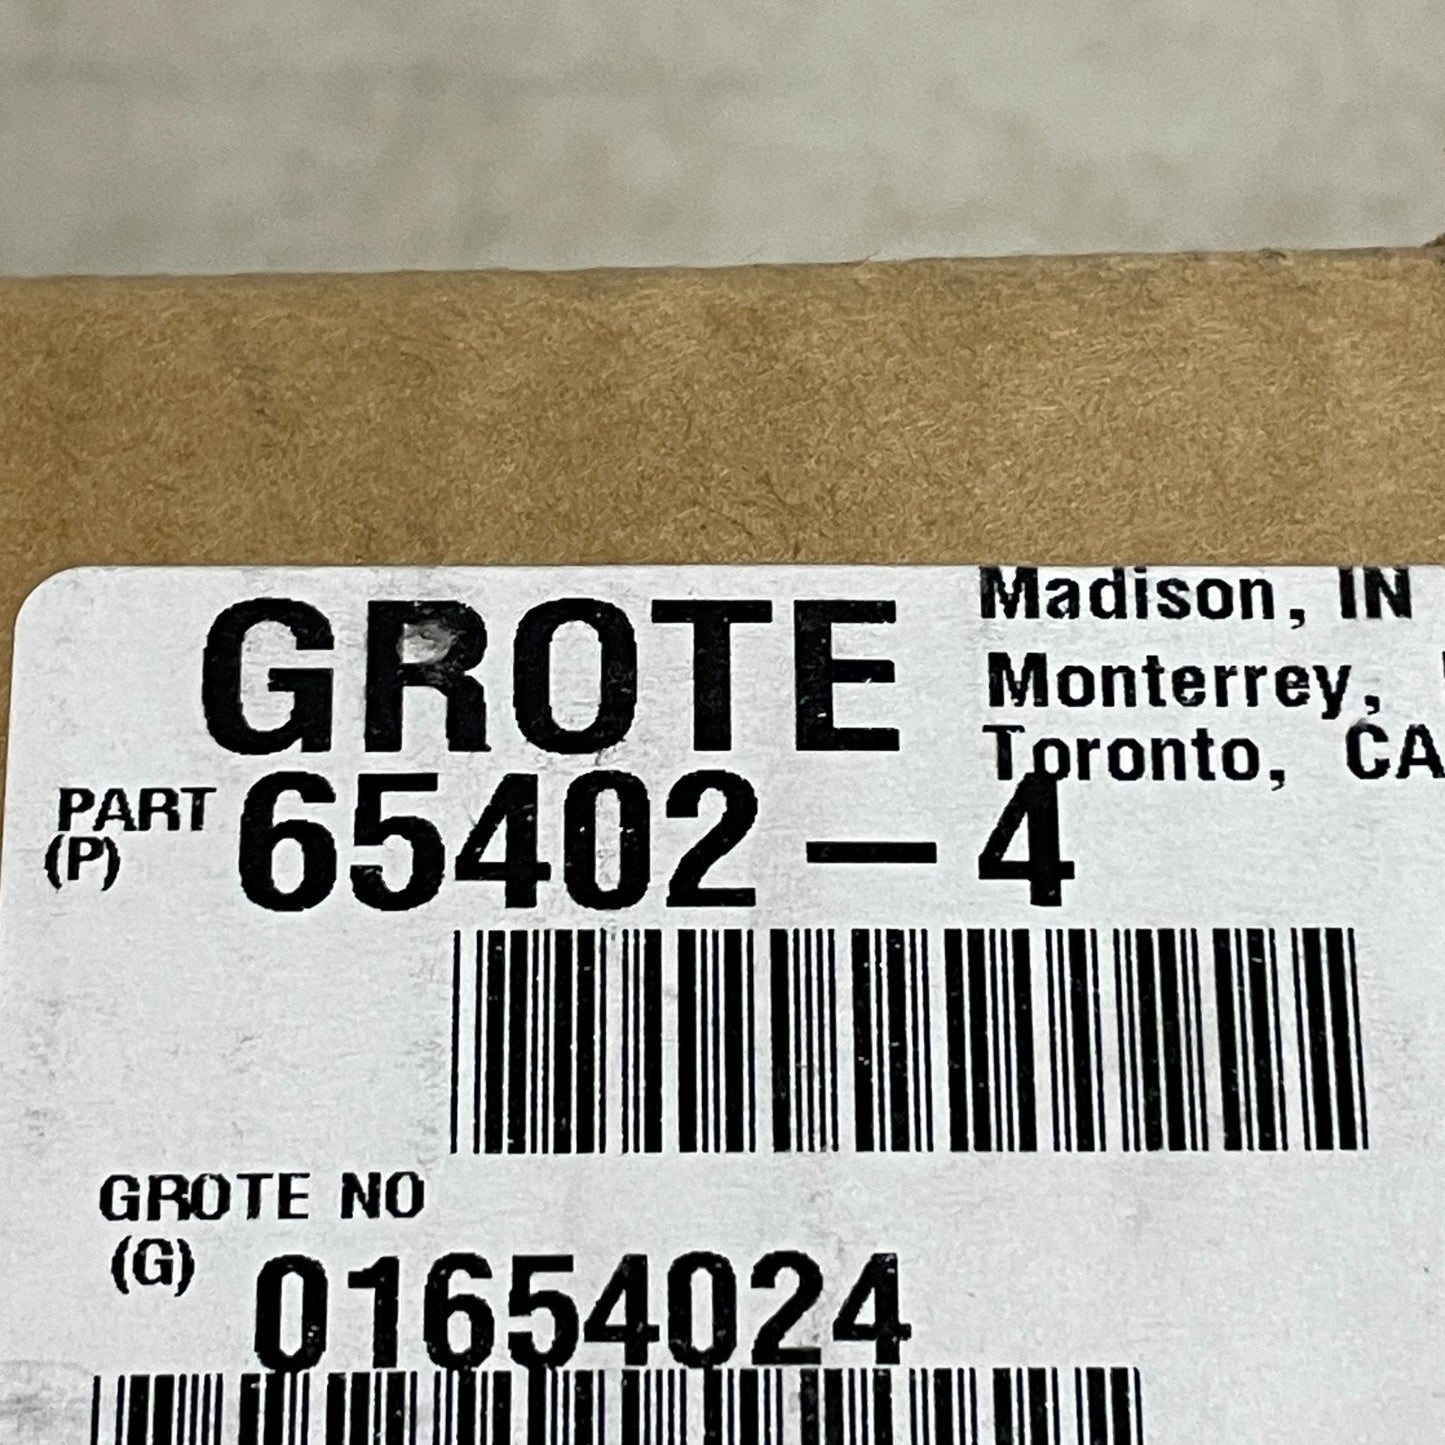 GROTE
Madison, IN
Monterrey,
Toronto, CA
PART
(P)
65402-4
GROTE NO
(G)
01654024